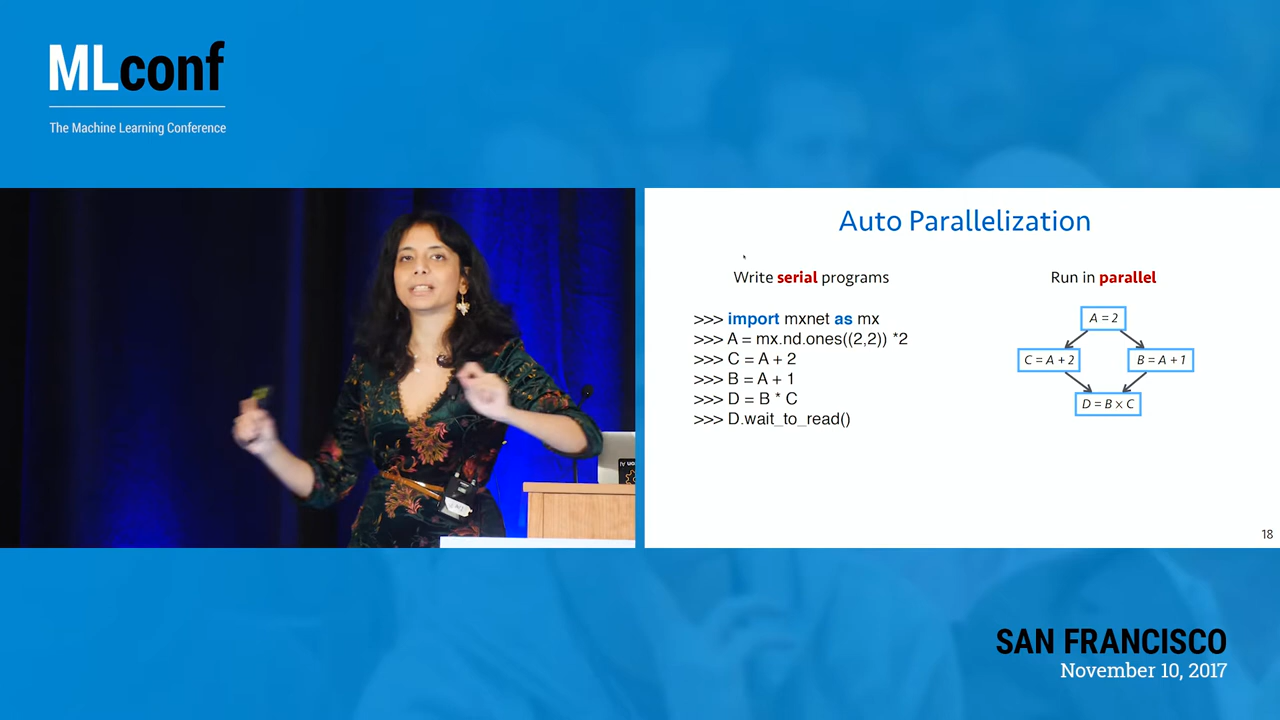 MLconf
The Machine Learning Conference
Auto Parallelization
Write serial programs
>>> import mxnet as mx
>>> A = mx.nd.ones((2,2)) *2
>>> C = A + 2
>>> B = A + 1
>>> D = B * C
>>> D.wait_to_read()
Run in parallel
A = 2
C = A + 2
B = A + 1
D = B × C
18
SAN FRANCISCO
November 10, 2017